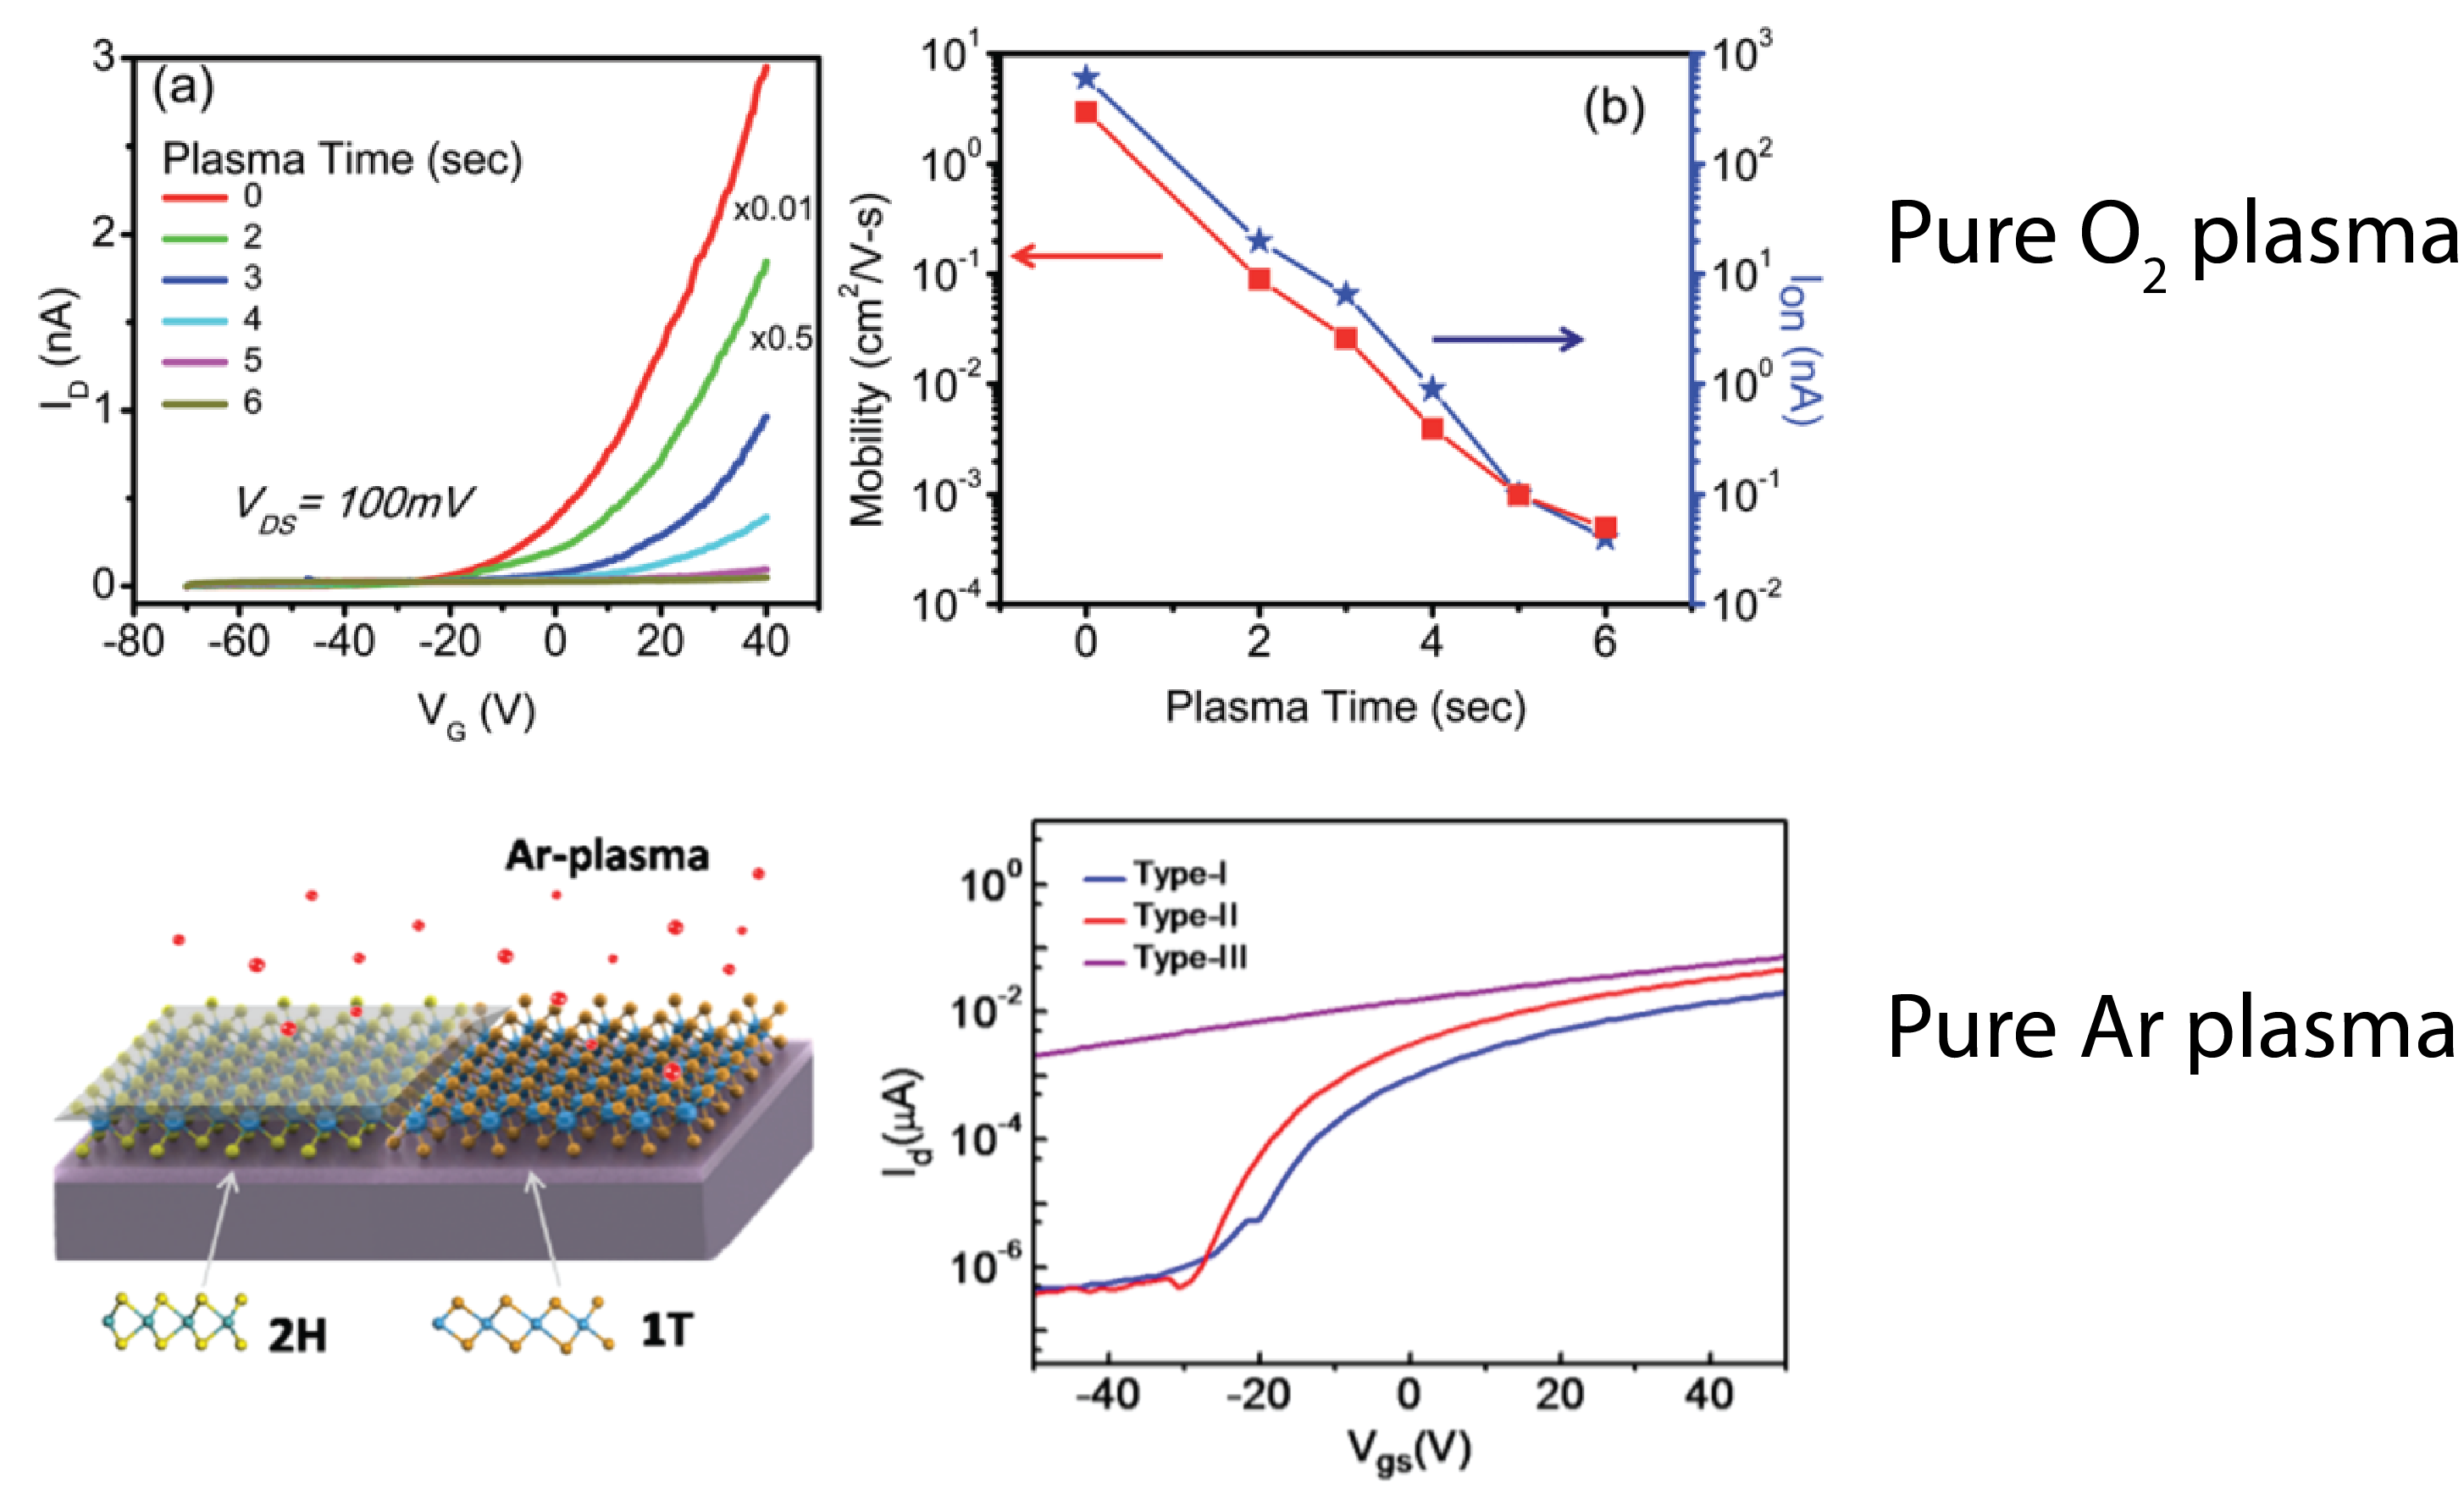 (a)
Plasma Time (sec)
0
2
3
4
5
6
x0.01
x0.5
V_DS = 100mV
3
2
1
0
I_D (nA)
-80 -60 -40 -20 0 20 40
V_G (V)
(b)
10^1
10^0
10^-1
10^-2
10^-3
10^-4
Mobility (cm^2/V-s)
10^3
10^2
10^1
10^0
10^-1
10^-2
I_on (nA)
0 2 4 6
Plasma Time (sec)
Pure O_2 plasma
Ar-plasma
2H
1T
Type-I
Type-II
Type-III
10^0
10^-2
10^-4
10^-6
I_d(μA)
-40 -20 0 20 40
V_gs(V)
Pure Ar plasma